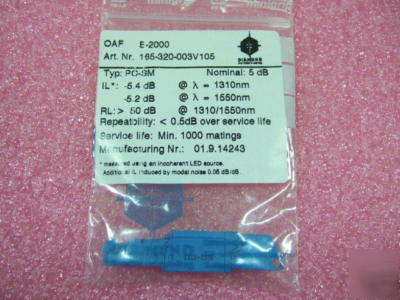 OAF E-2000
Art. Nr. 165-320-003V105
DIAMOND
Typ: PC-SM Nominal: 5 dB
IL*: -5.4 dB @ λ = 1310nm
-5.2 dB @ λ = 1550nm
RL: > 50 dB @ 1310/1550nm
Repeatability: < 0.5dB over service life
Service life: Min. 1000 matings
Manufacturing Nr.: 01.9.14243
* measured using an incoherent LED source.
Additional IL induced by modal noise 0.05 dB/dB.
DIAMOND